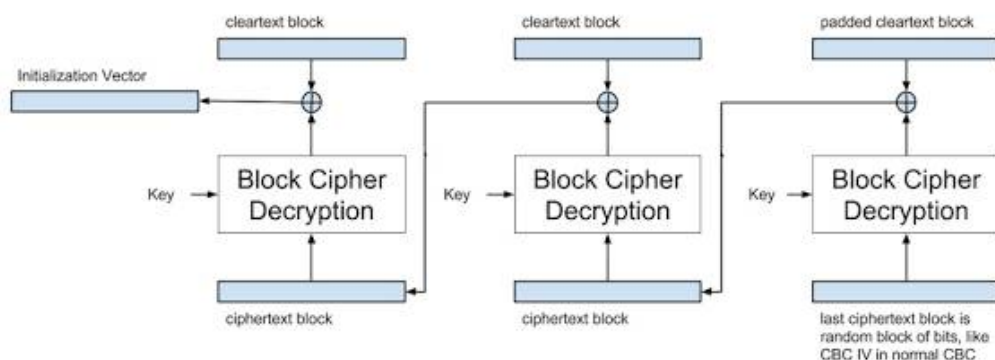 cleartext block
cleartext block
padded cleartext block
Initialization Vector
Key
Block Cipher
Decryption
Key
Block Cipher
Decryption
Key
Block Cipher
Decryption
ciphertext block
ciphertext block
last ciphertext block is
random block of bits, like
CBC IV in normal CBC